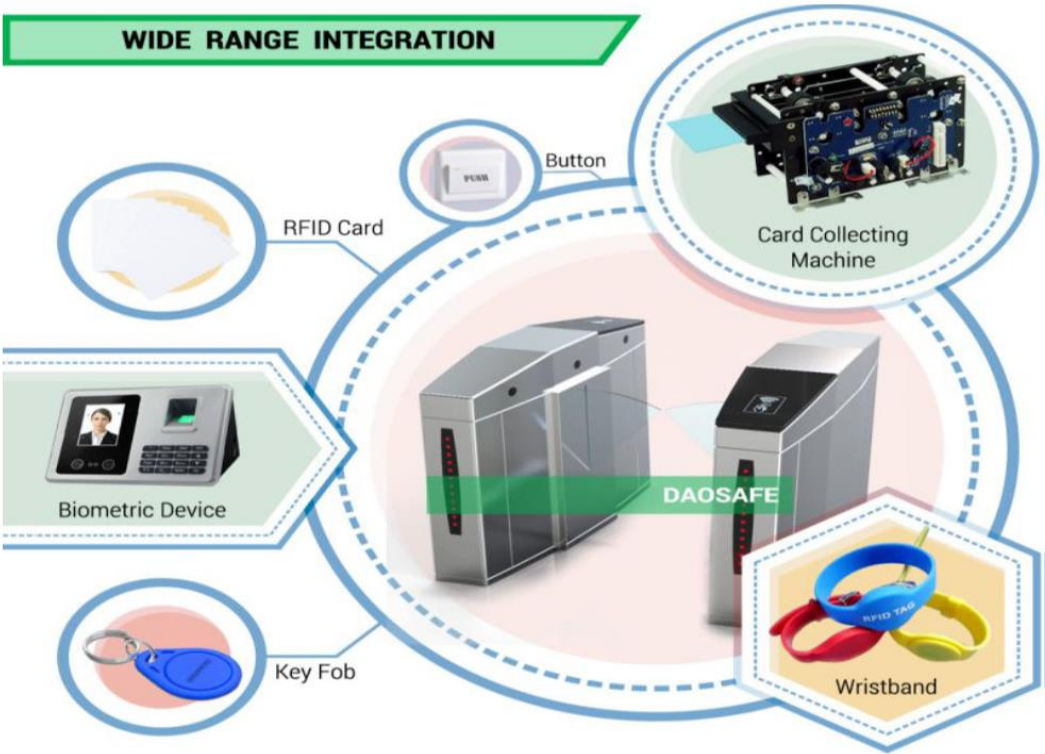 WIDE RANGE INTEGRATION
Button
PUSH
RFID Card
Card Collecting
Machine
Biometric Device
DAOSAFE
RFID TAG
Key Fob
Wristband